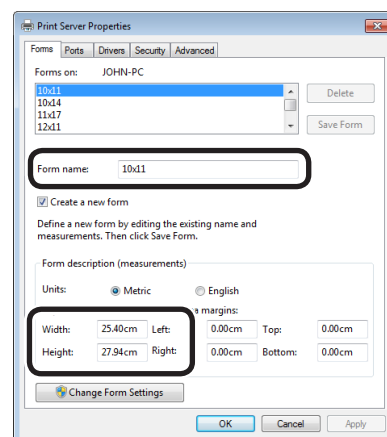 Print Server Properties
Forms Ports Drivers Security Advanced
Forms on: JOHN-PC
10x11
10x14
11x17
12x11
Delete
Save Form
Form name: 10x11
Create a new form
Define a new form by editing the existing name and
measurements. Then click Save Form.
Form description (measurements)
Units: Metric English
a margins:
Width: 25.40cm Left: 0.00cm Top: 0.00cm
Height: 27.94cm Right: 0.00cm Bottom: 0.00cm
Change Form Settings
OK Cancel Apply